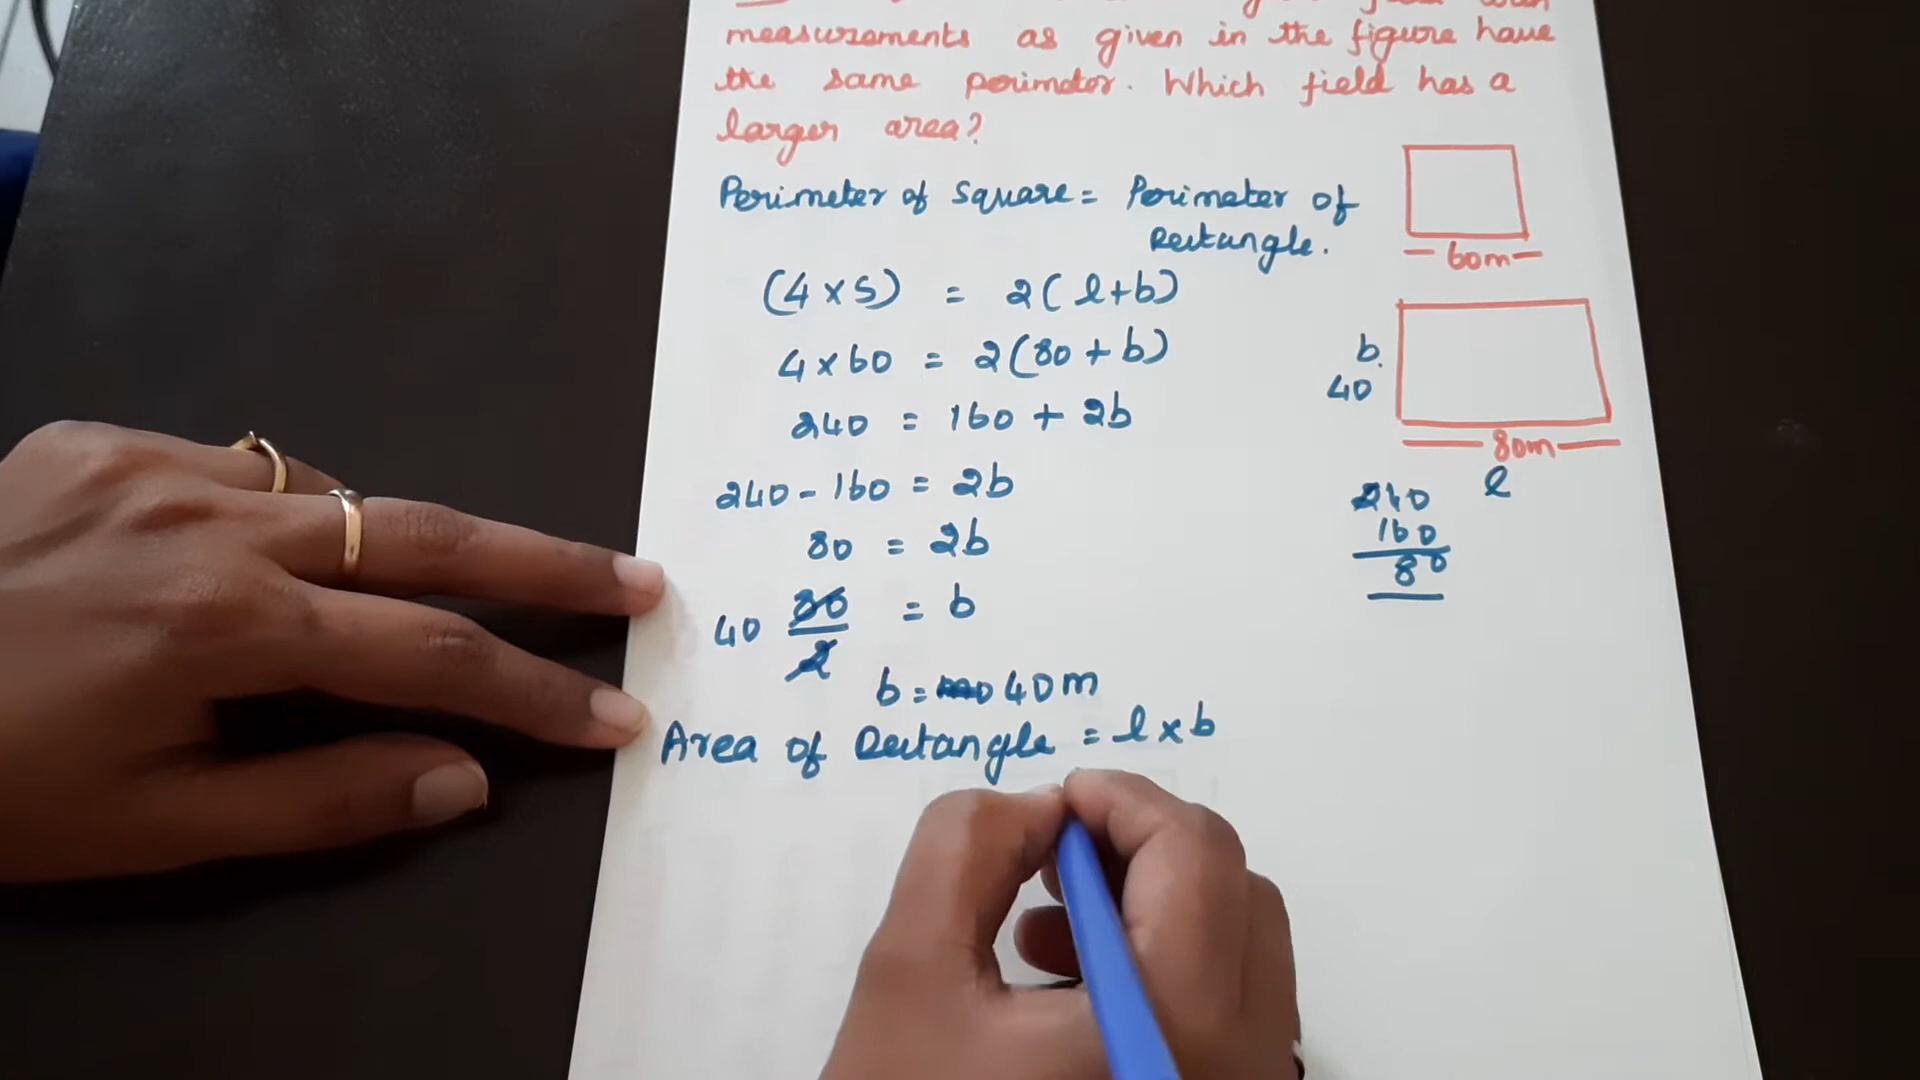 measurements as given in the figure have
the same perimeter. Which field has a
larger area?
Perimeter of Square = Perimeter of
Rectangle.
(4 × S) = 2(l+b)
4 × 60 = 2(80 + b)
240 = 160 + 2b
240 - 160 = 2b
80 = 2b
40 80/2 = b
b = 40m
Area of Rectangle = l × b
60m
b.
40
80m
l
240
160
80